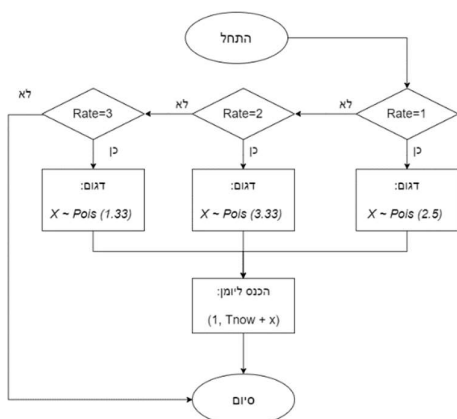 התחל
Rate=1
לא
Rate=2
לא
Rate=3
לא
כן
כן
כן
דגום:
X ~ Pois (2.5)
דגום:
X ~ Pois (3.33)
דגום:
X ~ Pois (1.33)
הכנס ליומן:
(1, Tnow + x)
סיום